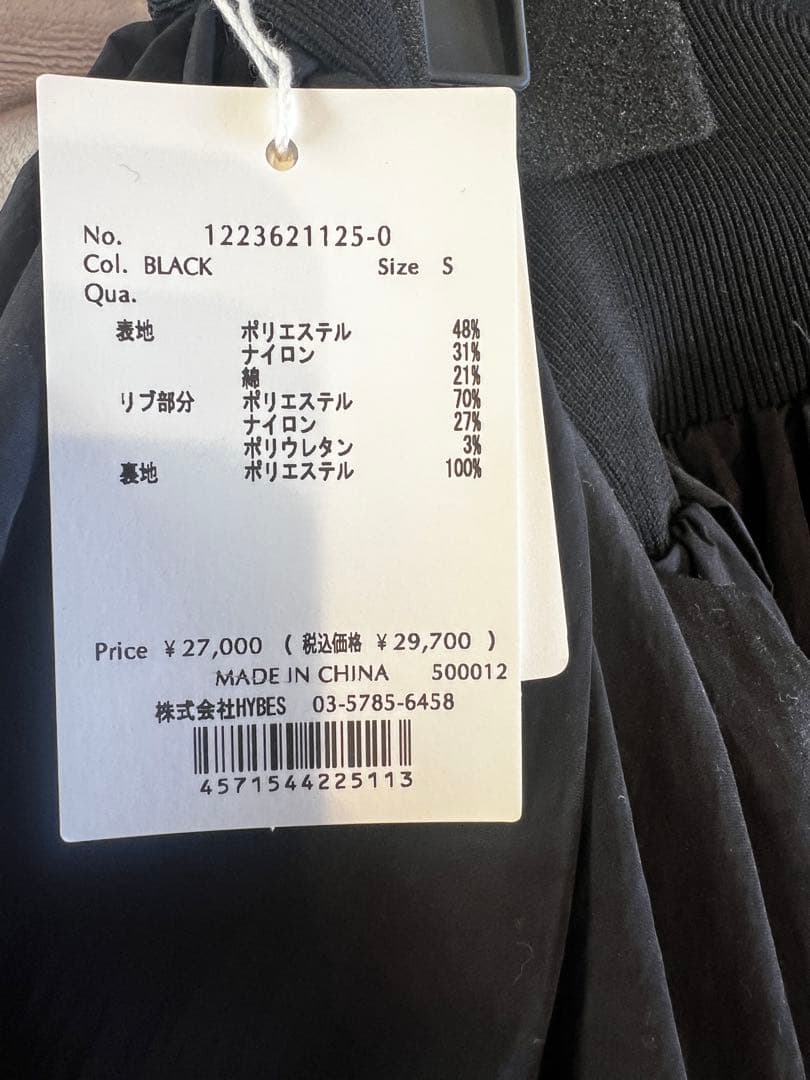 No. 1223621125-0
Col. BLACK Size S
Qua.
表地 ポリエステル 48%
ナイロン 31%
綿 21%
リブ部分 ポリエステル 70%
ナイロン 27%
ポリウレタン 3%
裏地 ポリエステル 100%
Price ¥27,000 ( 税込価格 ¥29,700 )
MADE IN CHINA 500012
株式会社HYBES 03-5785-6458
4571544225113